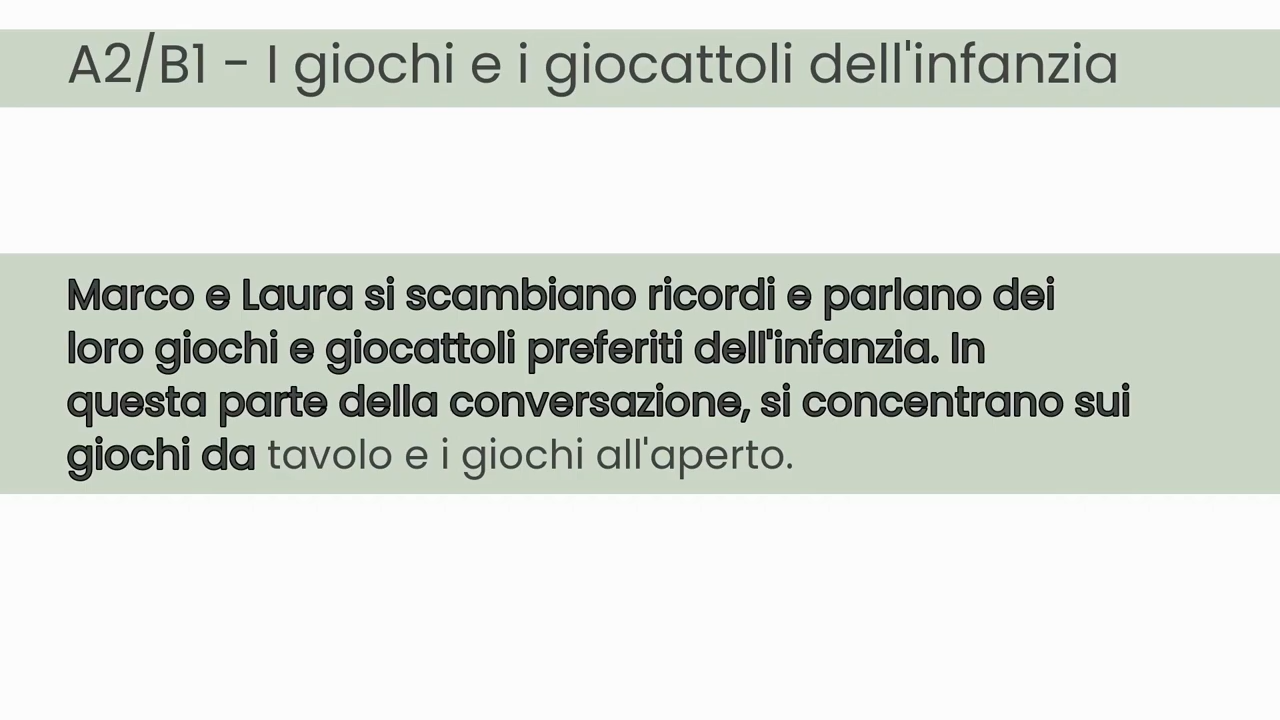 A2/B1 - I giochi e i giocattoli dell'infanzia
Marco e Laura si scambiano ricordi e parlano dei
loro giochi e giocattoli preferiti dell'infanzia. In
questa parte della conversazione, si concentrano sui
giochi da tavolo e i giochi all'aperto.